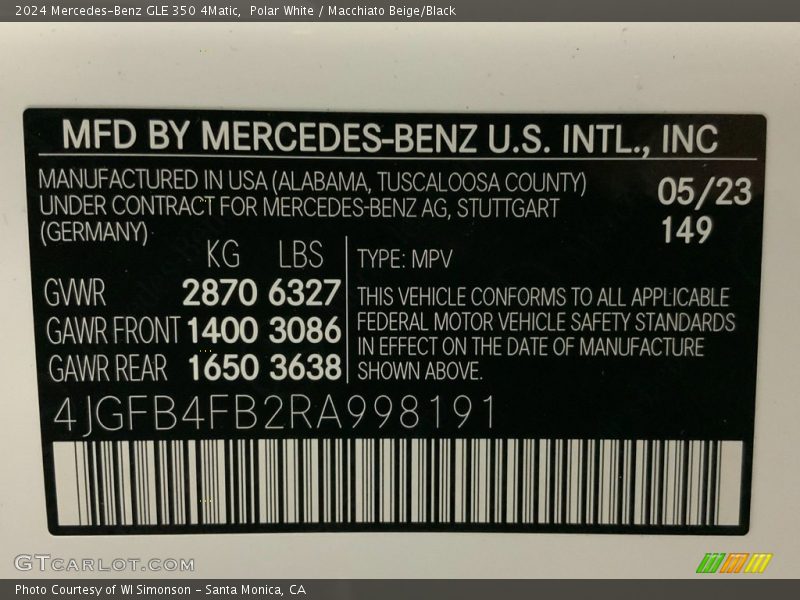 2024 Mercedes-Benz GLE 350 4Matic,  Polar White / Macchiato Beige/Black
MFD BY MERCEDES-BENZ U.S. INTL., INC
MANUFACTURED IN USA (ALABAMA, TUSCALOOSA COUNTY)
UNDER CONTRACT FOR MERCEDES-BENZ AG, STUTTGART
(GERMANY)
05/23
149
KG LBS
GVWR 2870 6327
GAWR FRONT 1400 3086
GAWR REAR 1650 3638
TYPE: MPV
THIS VEHICLE CONFORMS TO ALL APPLICABLE
FEDERAL MOTOR VEHICLE SAFETY STANDARDS
IN EFFECT ON THE DATE OF MANUFACTURE
SHOWN ABOVE.
4JGFB4FB2RA998191
GTCARLOT.COM
Photo Courtesy of WI Simonson - Santa Monica, CA